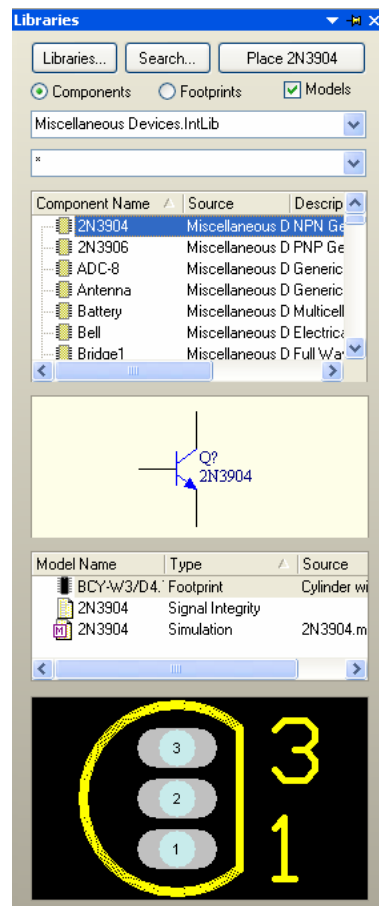 Libraries
Libraries... Search... Place 2N3904
Components Footprints Models
Miscellaneous Devices.IntLib
*
Component Name Source Descrip
2N3904 Miscellaneous D NPN Ge
2N3906 Miscellaneous D PNP Ge
ADC-8 Miscellaneous D Generic
Antenna Miscellaneous D Generic
Battery Miscellaneous D Multicell
Bell Miscellaneous D Electrica
Bridge1 Miscellaneous D Full Wa
Q?
2N3904
Model Name Type Source
BCY-W3/D4. Footprint Cylinder wi
2N3904 Signal Integrity
M 2N3904 Simulation 2N3904.m
3 3
2
1 1